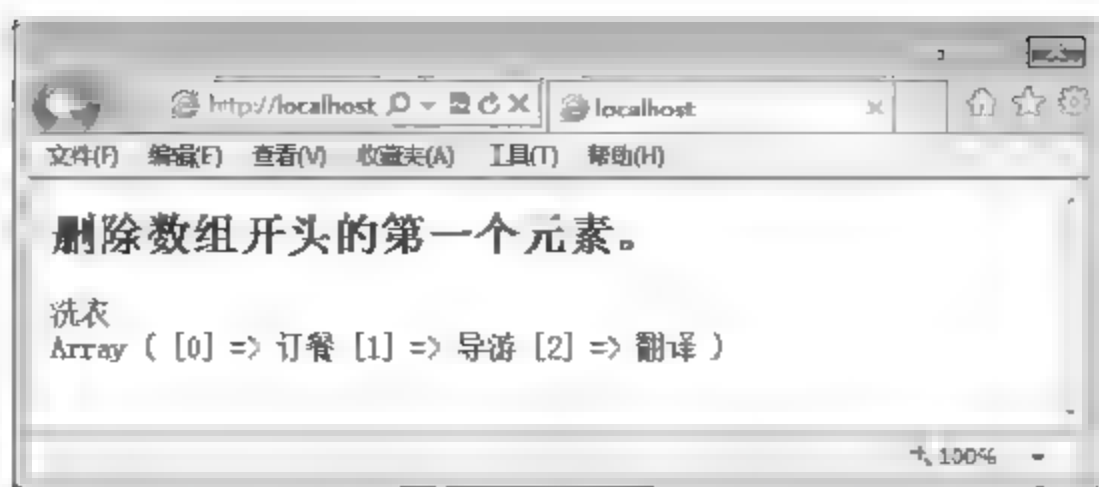 http://localhost
localhost
文件(F) 编辑(E) 查看(V) 收藏夹(A) 工具(T) 帮助(H)
删除数组开头的第一个元素。
洗衣
Array ( [0] => 订餐 [1] => 导游 [2] => 翻译 )
100%